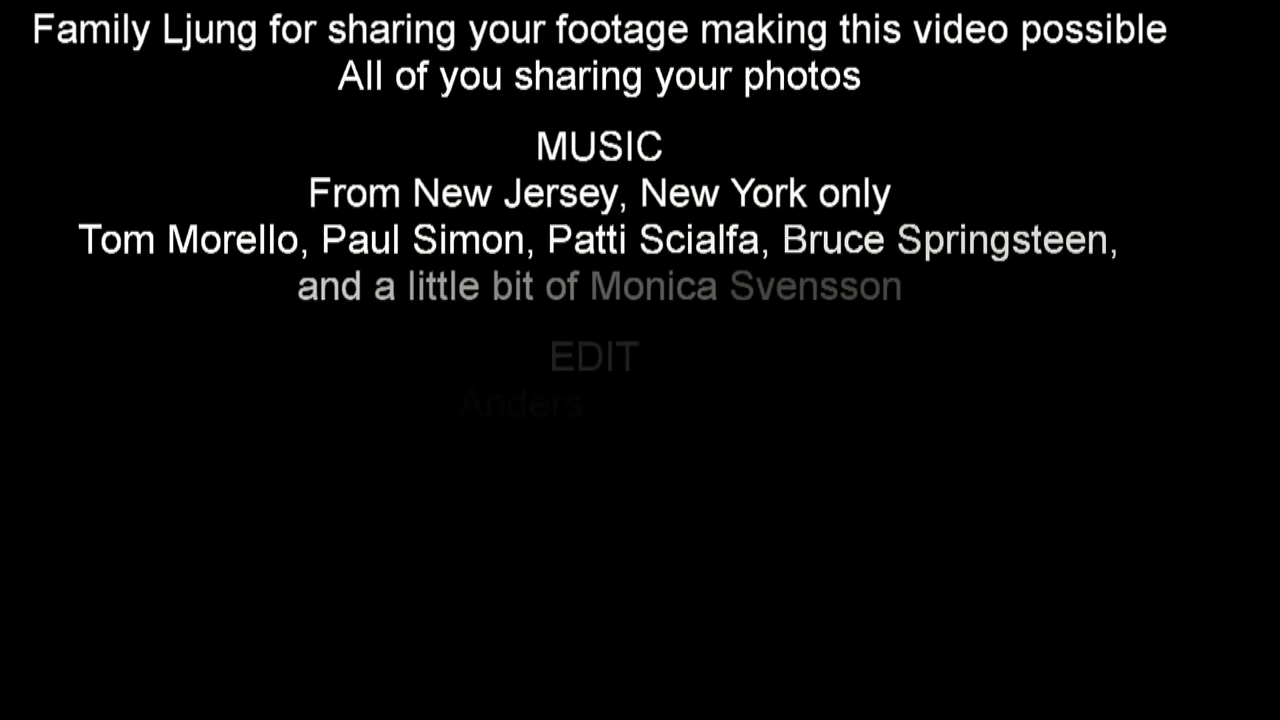 Family Ljung for sharing your footage making this video possible
All of you sharing your photos
MUSIC
From New Jersey, New York only
Tom Morello, Paul Simon, Patti Scialfa, Bruce Springsteen,
and a little bit of Monica Svensson
EDIT
Anders